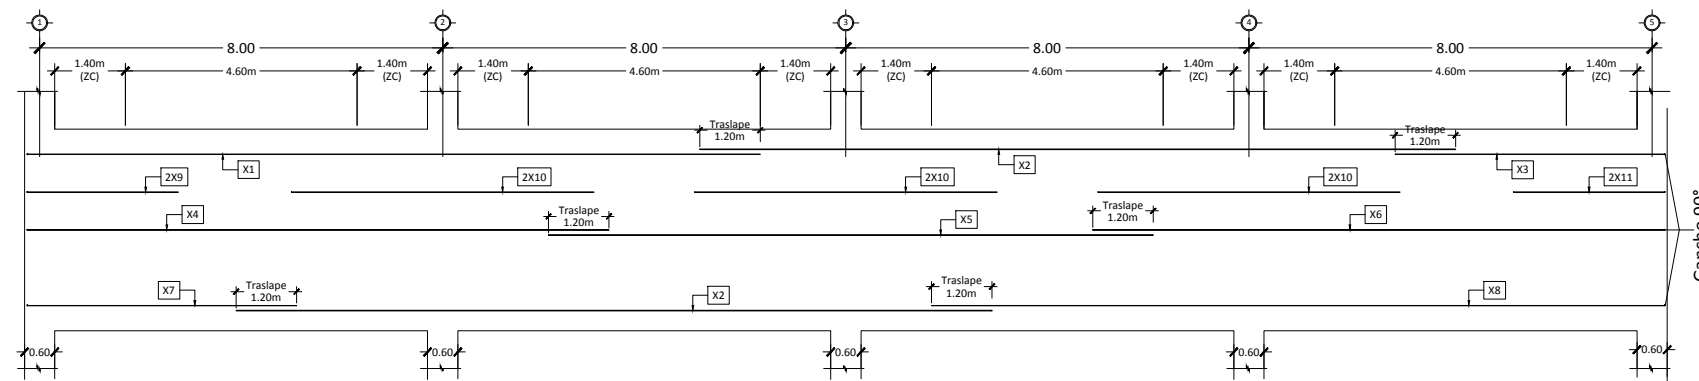 1 2 3 4 5
8.00 8.00 8.00 8.00
1.40m 4.60m 1.40m 1.40m 4.60m 1.40m 1.40m 4.60m 1.40m 1.40m 4.60m 1.40m
(ZC) (ZC) (ZC) (ZC) (ZC) (ZC) (ZC) (ZC)
Traslape Traslape
1.20m 1.20m
X1 X2 X3
2X9 2X10 2X10 2X10 2X11
Traslape Traslape
1.20m 1.20m
X4 X5 X6
Traslape Traslape
1.20m 1.20m
X7 X2 X8
0.60 0.60 0.60 0.60 0.60